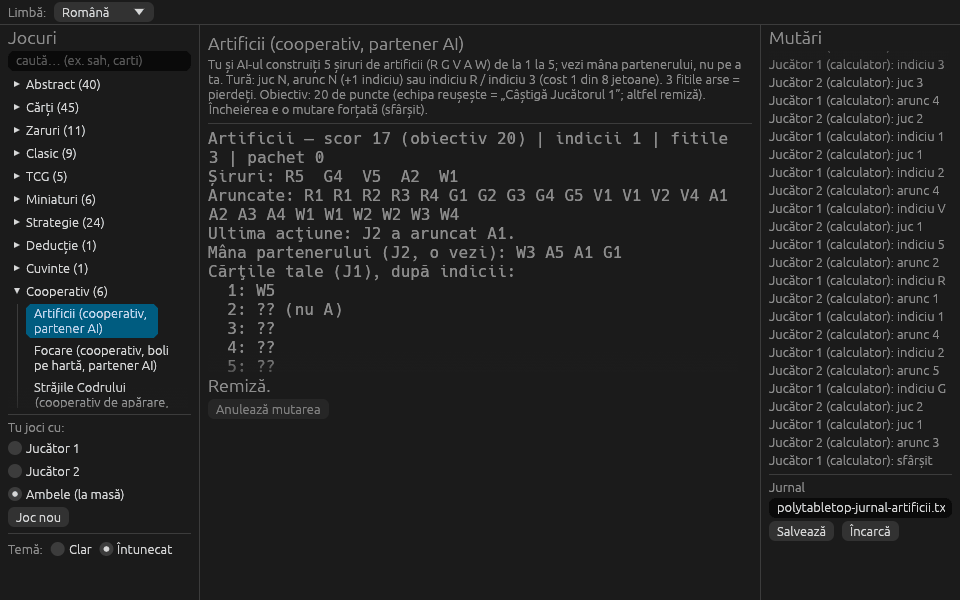 Limbă: Română
Jocuri
caută... (ex. sah, carti)
Abstract (40)
Cărți (45)
Zaruri (11)
Clasic (9)
TCG (5)
Miniaturi (6)
Strategie (24)
Deducție (1)
Cuvinte (1)
Cooperativ (6)
Artificii (cooperativ,
partener AI)
Focare (cooperativ, boli
pe hartă, partener AI)
Străjile Codrului
(cooperativ de apărare,
Tu joci cu:
Jucător 1
Jucător 2
Ambele (la masă)
Joc nou
Temă: Clar Întunecat
Artificii (cooperativ, partener AI)
Tu și AI-ul construiți 5 șiruri de artificii (R G V A W) de la 1 la 5; vezi mâna partenerului, nu pe a
ta. Tură: juc N, arunc N (+1 indiciu) sau indiciu R / indiciu 3 (cost 1 din 8 jetoane). 3 fitile arse =
pierdeți. Obiectiv: 20 de puncte (echipa reușește = „Câștigă Jucătorul 1”; altfel remiză).
Încheierea e o mutare forțată (sfârșit).
Artificii — scor 17 (obiectiv 20) | indicii 1 | fitile
3 | pachet 0
Șiruri: R5 G4 V5 A2 W1
Aruncate: R1 R1 R2 R3 R4 G1 G2 G3 G4 G5 V1 V1 V2 V4 A1
A2 A3 A4 W1 W1 W2 W2 W3 W4
Ultima acţiune: J2 a aruncat A1.
Mâna partenerului (J2, o vezi): W3 A5 A1 G1
Cărţile tale (J1), după indicii:
1: W5
2: ?? (nu A)
3: ??
4: ??
5: ??
Remiză.
Anulează mutarea
Mutări
Jucător 1 (calculator): indiciu 3
Jucător 2 (calculator): juc 3
Jucător 1 (calculator): arunc 4
Jucător 2 (calculator): juc 2
Jucător 1 (calculator): indiciu 1
Jucător 2 (calculator): juc 1
Jucător 1 (calculator): indiciu 2
Jucător 2 (calculator): arunc 4
Jucător 1 (calculator): indiciu V
Jucător 2 (calculator): juc 1
Jucător 1 (calculator): indiciu 5
Jucător 2 (calculator): arunc 2
Jucător 1 (calculator): indiciu R
Jucător 2 (calculator): arunc 1
Jucător 1 (calculator): indiciu 1
Jucător 2 (calculator): arunc 4
Jucător 1 (calculator): indiciu 2
Jucător 2 (calculator): arunc 5
Jucător 1 (calculator): indiciu G
Jucător 2 (calculator): juc 2
Jucător 1 (calculator): juc 1
Jucător 2 (calculator): arunc 3
Jucător 1 (calculator): sfârșit
Jurnal
polytabletop-jurnal-artificii.tx
Salvează Încarcă